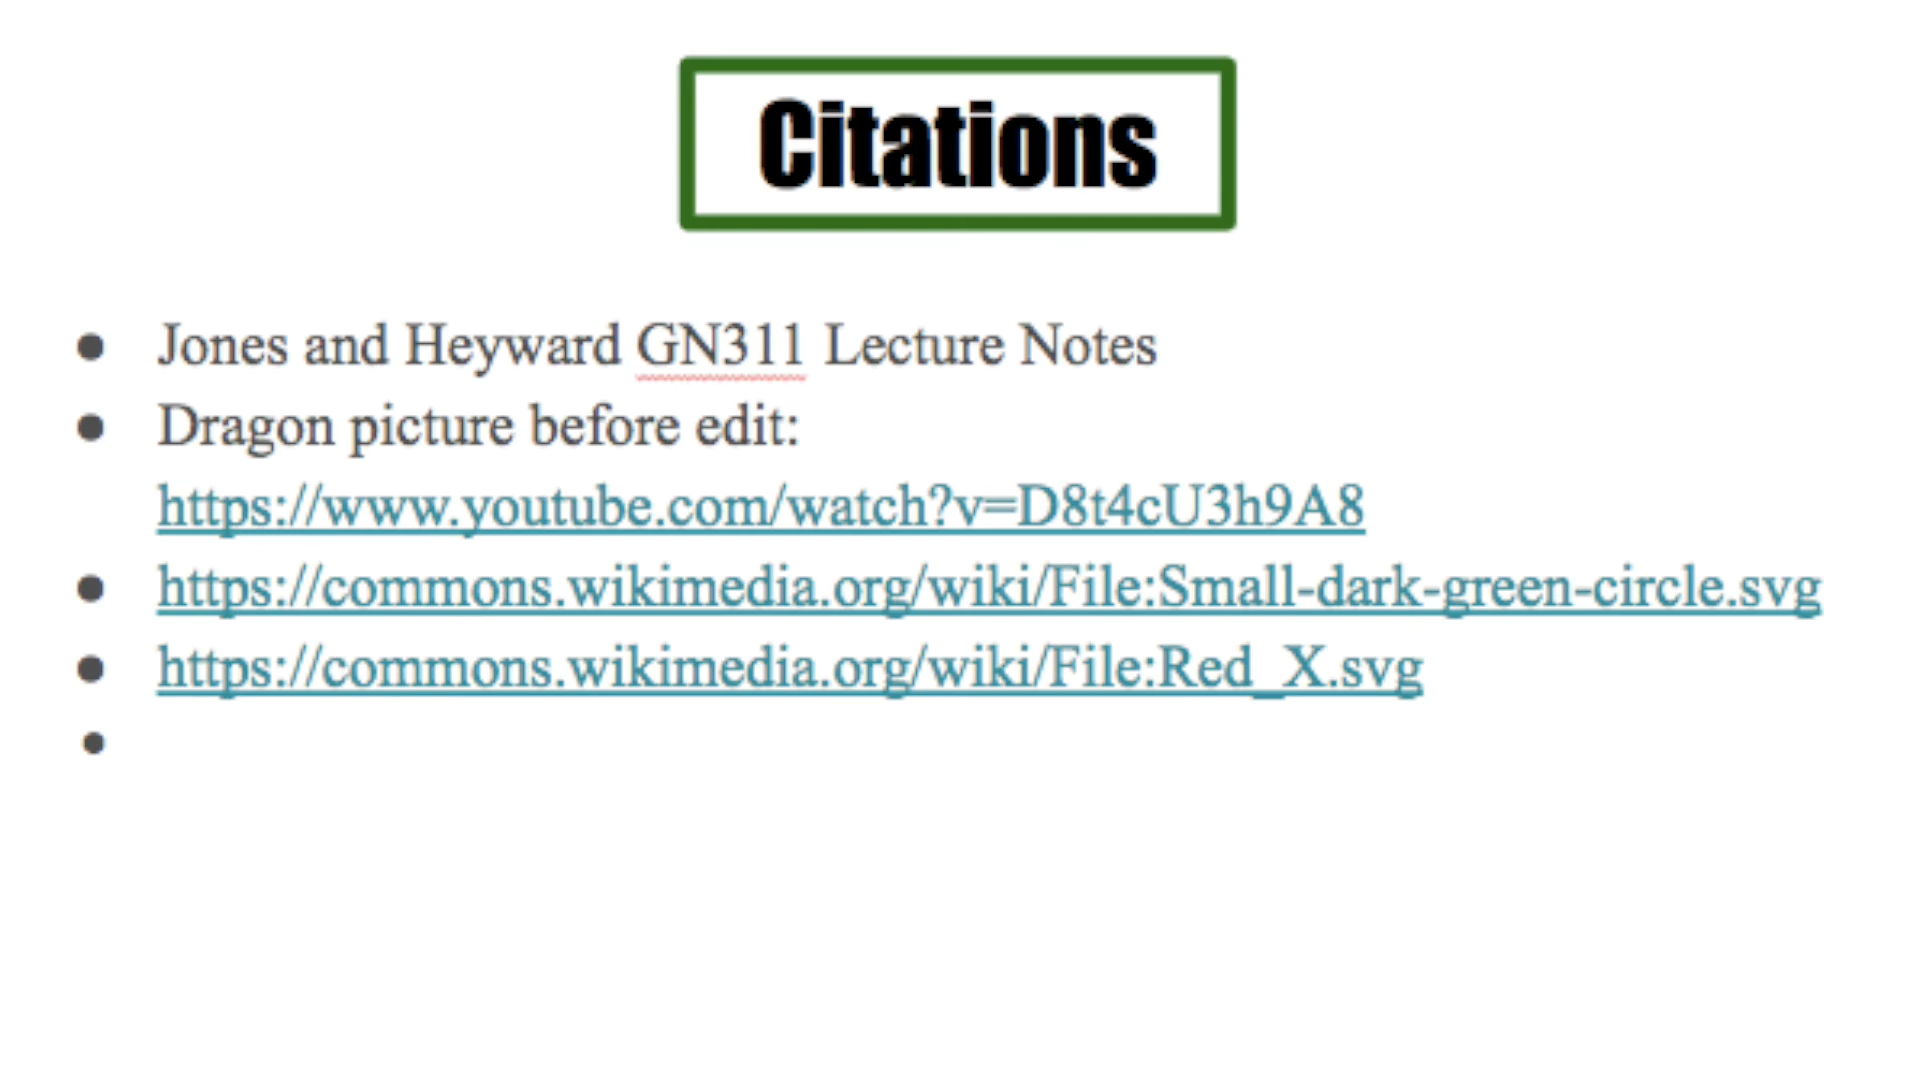 Citations
● Jones and Heyward GN311 Lecture Notes
● Dragon picture before edit:
https://www.youtube.com/watch?v=D8t4cU3h9A8
● https://commons.wikimedia.org/wiki/File:Small-dark-green-circle.svg
● https://commons.wikimedia.org/wiki/File:Red_X.svg
●